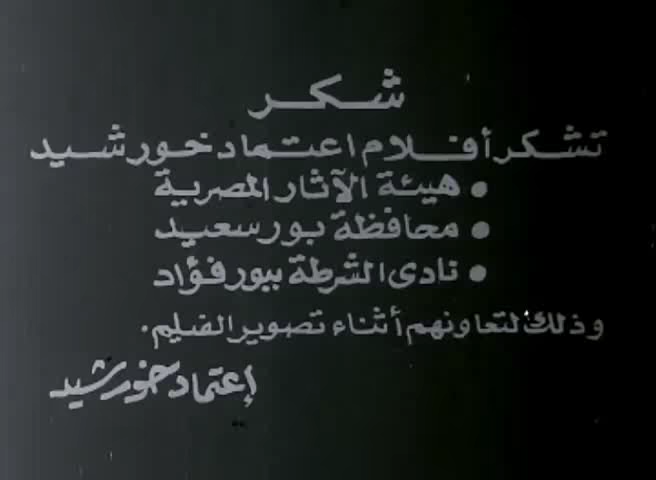 شكر
تشكر أفلام اعتماد خورشيد
• هيئة الآثار المصرية
• محافظة بورسعيد
• نادى الشرطة ببورفؤاد
وذلك لتعاونهم أثناء تصوير الفيلم.
إعتماد خورشيد